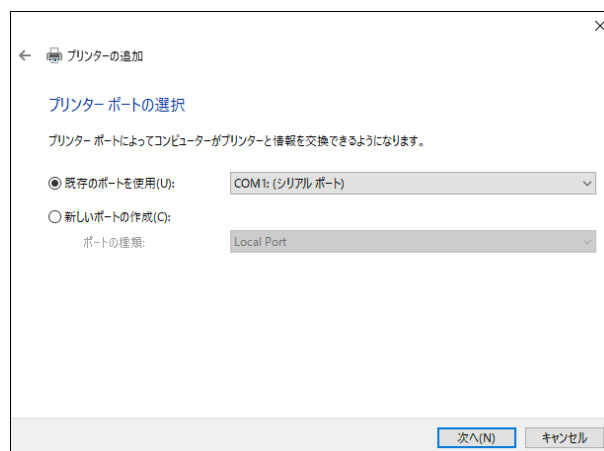 プリンターの追加
プリンター ポートの選択
プリンター ポートによってコンピューターがプリンターと情報を交換できるようになります。
既存のポートを使用(U): COM1: (シリアル ポート)
新しいポートの作成(C):
ポートの種類: Local Port
次へ(N) キャンセル